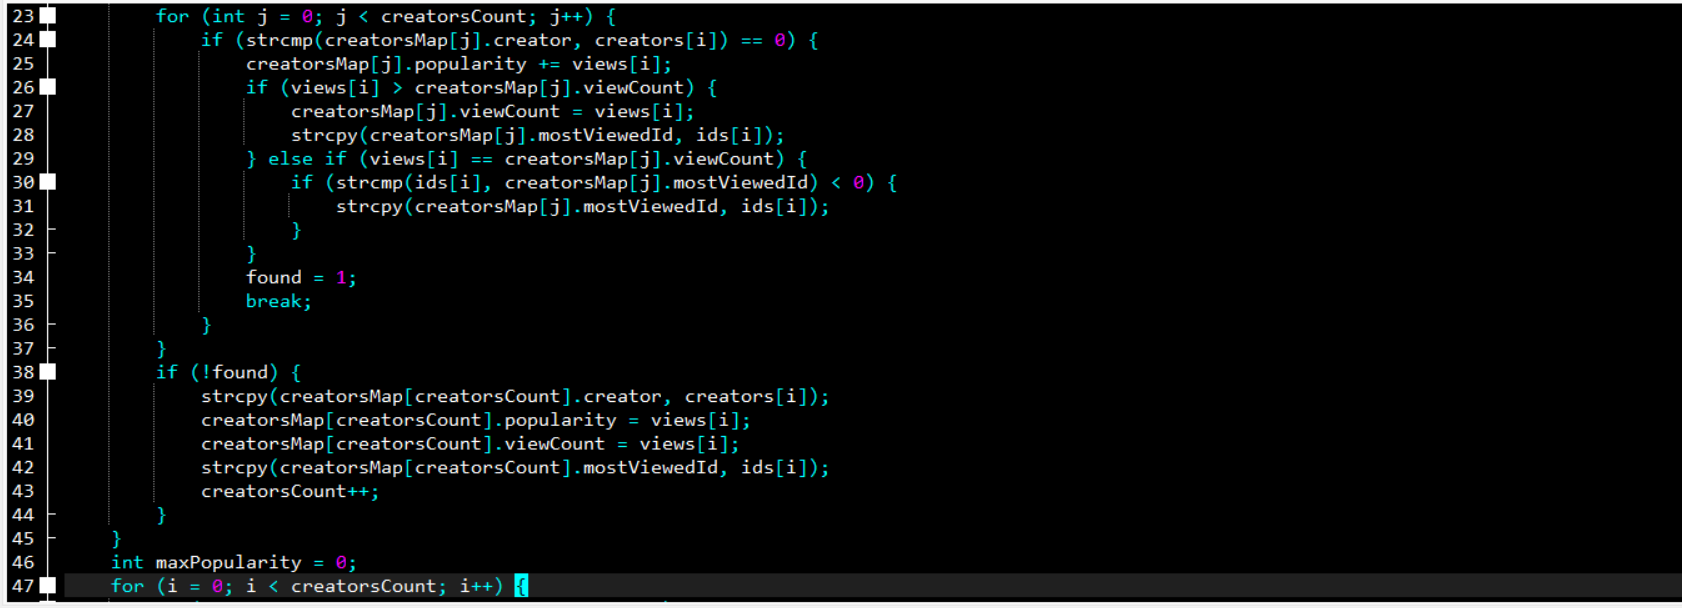 23 for (int j = 0; j < creatorsCount; j++) {
24 if (strcmp(creatorsMap[j].creator, creators[i]) == 0) {
25 creatorsMap[j].popularity += views[i];
26 if (views[i] > creatorsMap[j].viewCount) {
27 creatorsMap[j].viewCount = views[i];
28 strcpy(creatorsMap[j].mostViewedId, ids[i]);
29 } else if (views[i] == creatorsMap[j].viewCount) {
30 if (strcmp(ids[i], creatorsMap[j].mostViewedId) < 0) {
31 strcpy(creatorsMap[j].mostViewedId, ids[i]);
32 }
33 }
34 found = 1;
35 break;
36 }
37 }
38 if (!found) {
39 strcpy(creatorsMap[creatorsCount].creator, creators[i]);
40 creatorsMap[creatorsCount].popularity = views[i];
41 creatorsMap[creatorsCount].viewCount = views[i];
42 strcpy(creatorsMap[creatorsCount].mostViewedId, ids[i]);
43 creatorsCount++;
44 }
45 }
46 int maxPopularity = 0;
47 for (i = 0; i < creatorsCount; i++) {